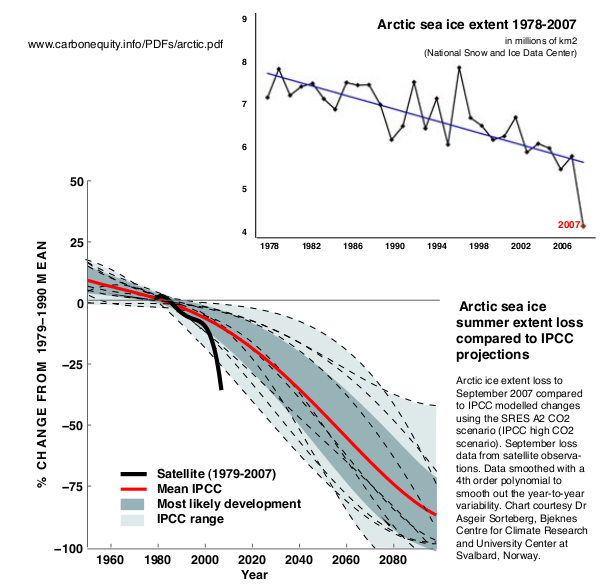 Arctic sea ice extent 1978-2007
in millions of km2
(National Snow and Ice Data Center)
www.carbonequity.info/PDFs/arctic.pdf
9
8
7
6
5
4
2007
1978 1982 1986 1990 1994 1998 2002 2006
% CHANGE FROM 1979–1990 MEAN
50
25
0
−25
−50
−75
−100
Satellite (1979-2007)
Mean IPCC
Most likely development
IPCC range
1960 1980 2000 2020 2040 2060 2080
Year
Arctic sea ice
summer extent loss
compared to IPCC
projections
Arctic ice extent loss to
September 2007 compared
to IPCC modelled changes
using the SRES A2 CO2
scenario (IPCC high CO2
scenario). September loss
data from satellite observa-
tions. Data smoothed with a
4th order polynomial to
smooth out the year-to-year
variability. Chart courtesy Dr
Asgeir Sorteberg, Bjeknes
Centre for Climate Research
and University Center at
Svalbard, Norway.